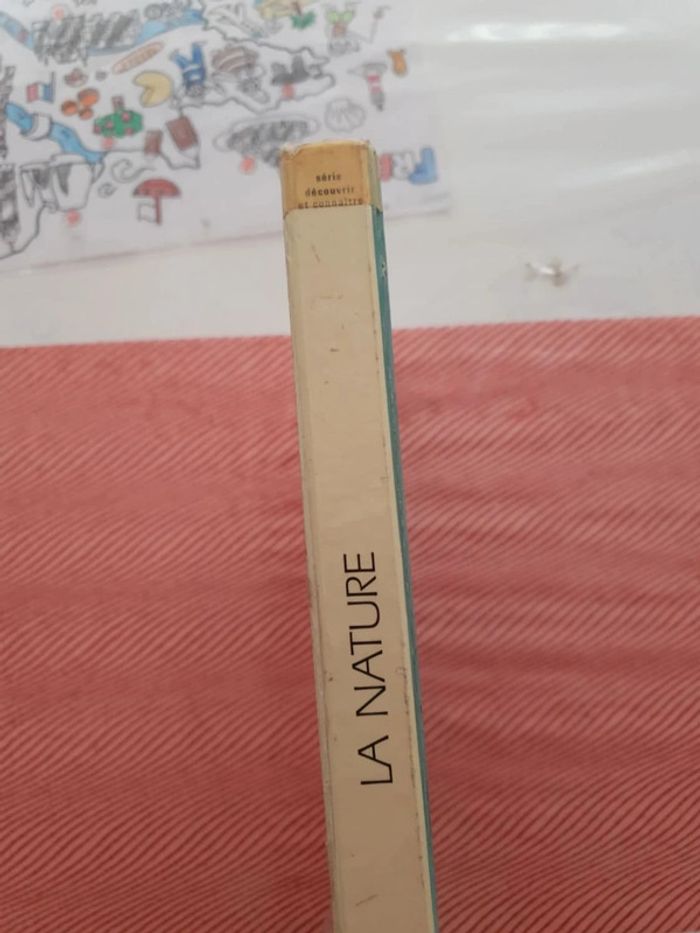 série
découvrir
et connaître
LA NATURE